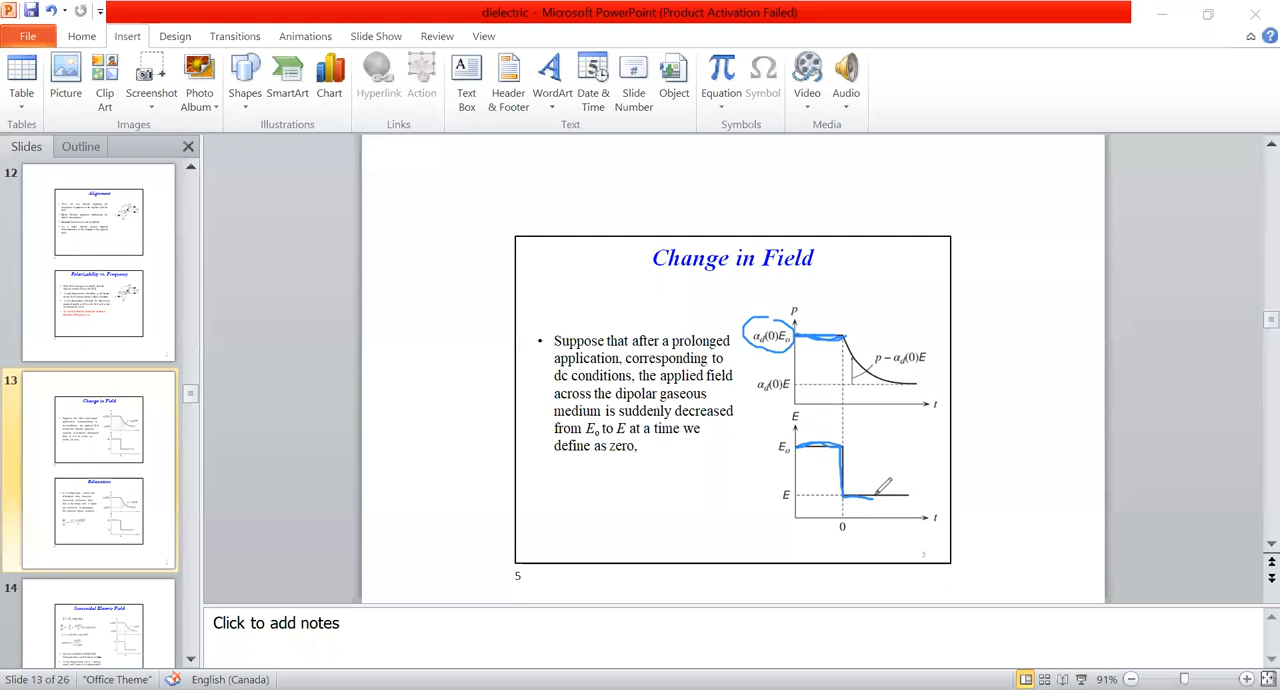 dielectric - Microsoft PowerPoint (Product Activation Failed)
File Home Insert Design Transitions Animations Slide Show Review View
Table Picture Clip Art Screenshot Photo Album Shapes SmartArt Chart Hyperlink Action Text Box Header & Footer WordArt Date & Time Slide Number Object Equation Symbol Video Audio
Tables Images Illustrations Links Text Symbols Media
Slides Outline
12
Alignment
Polarizability vs. Frequency
13
Change in Field
Relaxation
14
Sinusoidal Electric Field
Change in Field
• Suppose that after a prolonged
application, corresponding to
dc conditions, the applied field
across the dipolar gaseous
medium is suddenly decreased
from Eo to E at a time we
define as zero,
p
αd(0)Eo
p − αd(0)E
αd(0)E
t
E
Eo
E
t
0
5
5
Click to add notes
Slide 13 of 26 "Office Theme" English (Canada) 91%